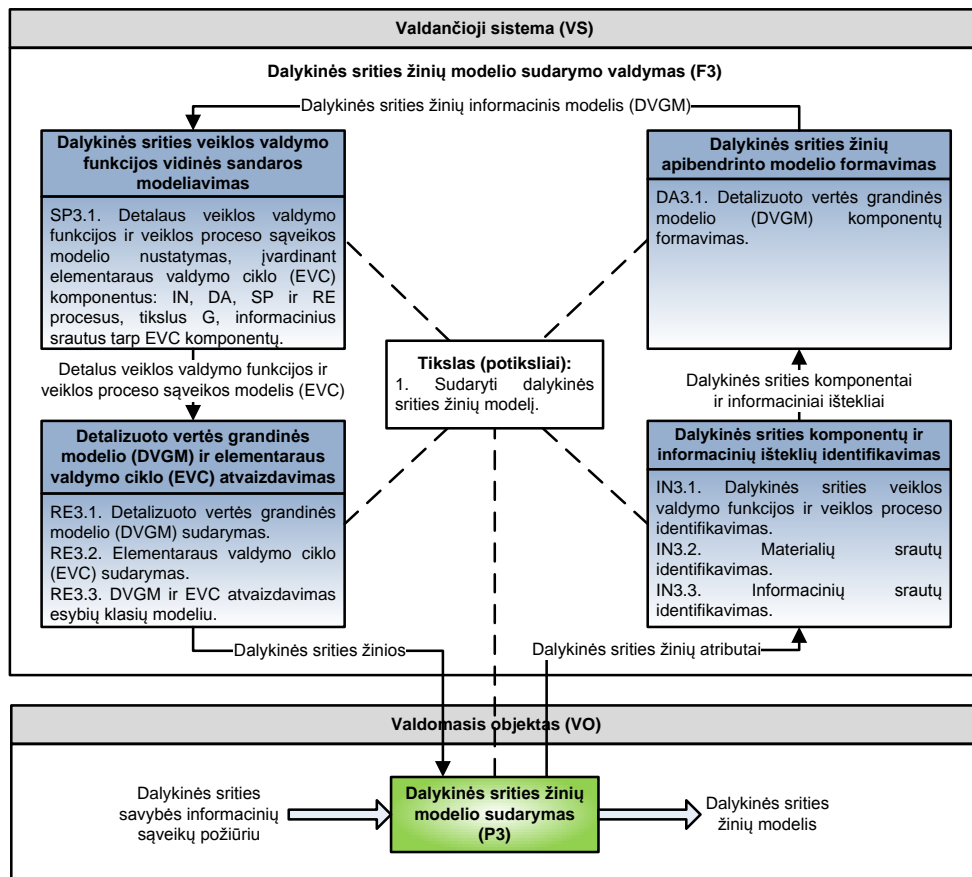 Valdančioji sistema (VS)
Dalykinės srities žinių modelio sudarymo valdymas (F3)
Dalykinės srities žinių informacinis modelis (DVGM)
Dalykinės srities veiklos valdymo
funkcijos vidinės sandaros
modeliavimas
SP3.1. Detalaus veiklos valdymo
funkcijos ir veiklos proceso sąveikos
modelio nustatymas, įvardinant
elementaraus valdymo ciklo (EVC)
komponentus: IN, DA, SP ir RE
procesus, tikslus G, informacinius
srautus tarp EVC komponentų.
Dalykinės srities žinių
apibendrinto modelio formavimas
DA3.1. Detalizuoto vertės grandinės
modelio (DVGM) komponentų
formavimas.
Tikslas (potiksliai):
1. Sudaryti dalykinės
srities žinių modelį.
Detalus veiklos valdymo funkcijos ir
veiklos proceso sąveikos modelis (EVC)
Dalykinės srities komponentai
ir informaciniai ištekliai
Detalizuoto vertės grandinės
modelio (DVGM) ir elementaraus
valdymo ciklo (EVC) atvaizdavimas
RE3.1. Detalizuoto vertės grandinės
modelio (DVGM) sudarymas.
RE3.2. Elementaraus valdymo ciklo
(EVC) sudarymas.
RE3.3. DVGM ir EVC atvaizdavimas
esybių klasių modeliu.
Dalykinės srities komponentų ir
informacinių išteklių identifikavimas
IN3.1. Dalykinės srities veiklos
valdymo funkcijos ir veiklos proceso
identifikavimas.
IN3.2. Materialių srautų
identifikavimas.
IN3.3. Informacinių srautų
identifikavimas.
Dalykinės srities žinios
Dalykinės srities žinių atributai
Valdomasis objektas (VO)
Dalykinės srities
savybės informacinių
sąveikų požiūriu
Dalykinės srities žinių
modelio sudarymas
(P3)
Dalykinės srities
žinių modelis